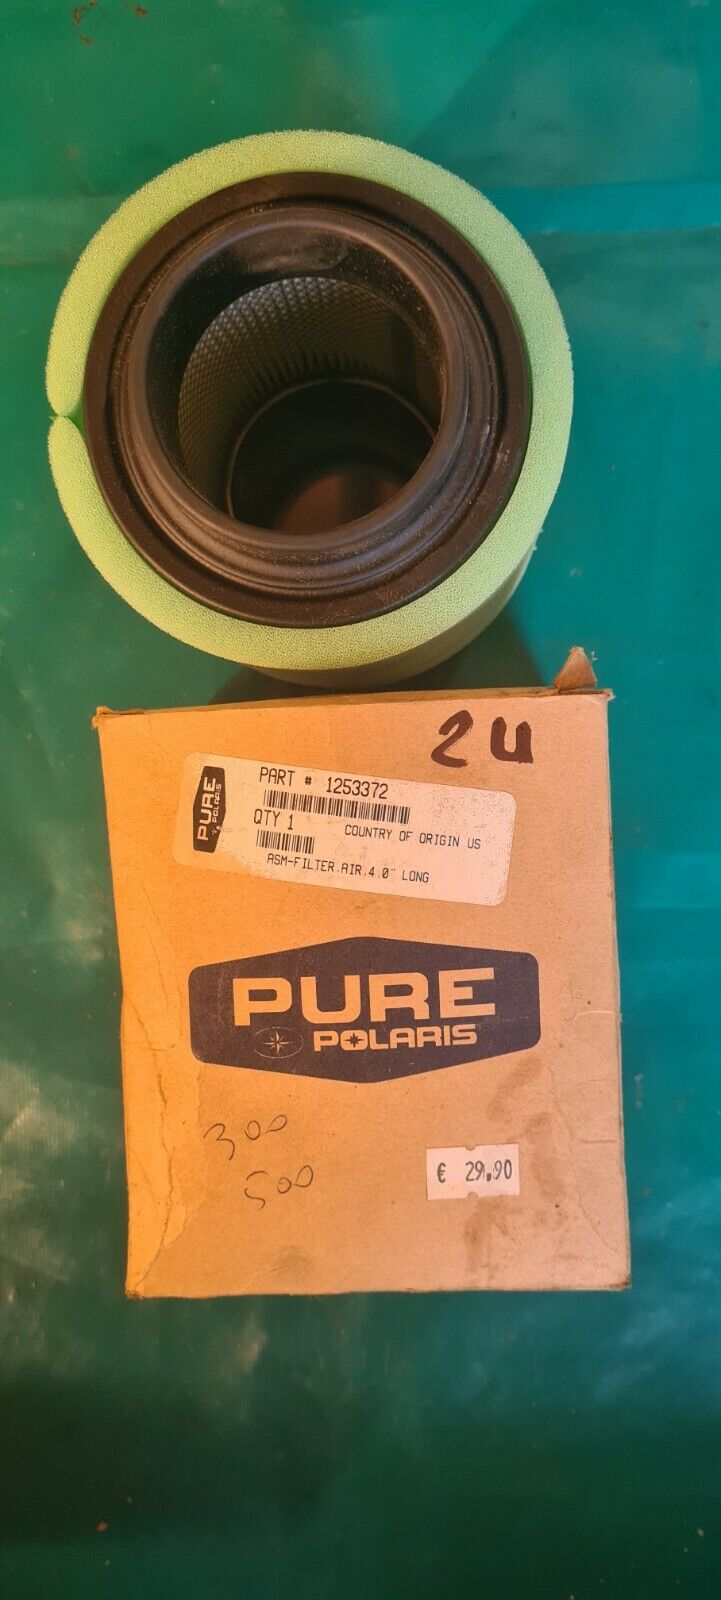 2U
PURE
POLARIS
PART # 1253372
QTY 1
COUNTRY OF ORIGIN US
ASM-FILTER,AIR,4.0" LONG
PURE
POLARIS
300
500
€ 29,90